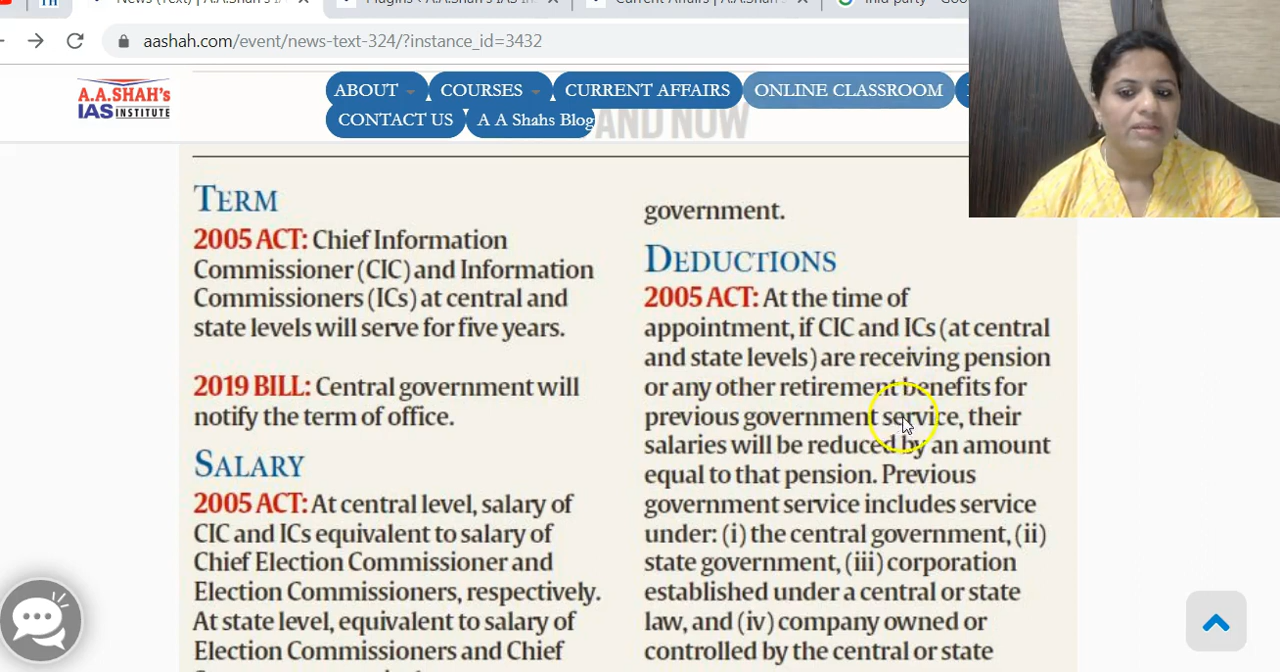 aashah.com/event/news-text-324/?instance_id=3432
A.A.SHAH's
IAS INSTITUTE
ABOUT
COURSES
CURRENT AFFAIRS
ONLINE CLASSROOM
CONTACT US
A A Shahs Blog
AND NOW
TERM
2005 ACT: Chief Information
Commissioner (CIC) and Information
Commissioners (ICs) at central and
state levels will serve for five years.
2019 BILL: Central government will
notify the term of office.
SALARY
2005 ACT: At central level, salary of
CIC and ICs equivalent to salary of
Chief Election Commissioner and
Election Commissioners, respectively.
At state level, equivalent to salary of
Election Commissioners and Chief
government.
DEDUCTIONS
2005 ACT: At the time of
appointment, if CIC and ICs (at central
and state levels) are receiving pension
or any other retirement benefits for
previous government service, their
salaries will be reduced by an amount
equal to that pension. Previous
government service includes service
under: (i) the central government, (ii)
state government, (iii) corporation
established under a central or state
law, and (iv) company owned or
controlled by the central or state